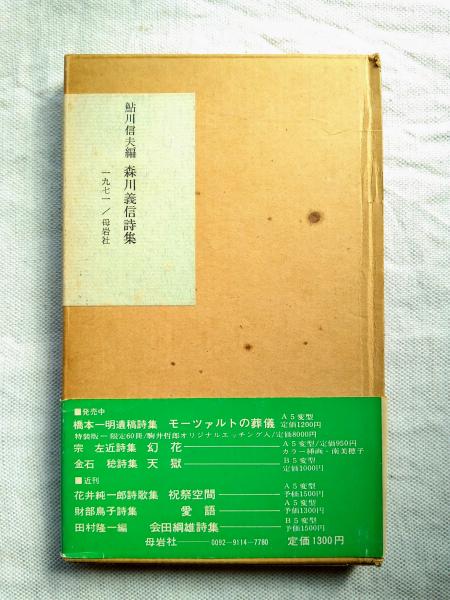 鮎川信夫編 森川義信詩集
一九七一／母岩社
■発売中
橋本一明遺稿詩集 モーツァルトの葬儀 A5変型 定価1200円
特装版ー限定60冊/駒井哲郎オリジナルエッチング入/定価8000円
宗 左近詩集 幻花 A5変型/定価950円 カラー挿画・南美穂子
金石 稔詩集 天獄 B5変型 定価1000円
■近刊
花井純一郎詩歌集 祝祭空間 A5変型 予価1500円
財部鳥子詩集 愛語 A5変型 予価1300円
田村隆一編 会田綱雄詩集 B5変型 予価1500円
母岩社 0092-9114-7780 定価1300円